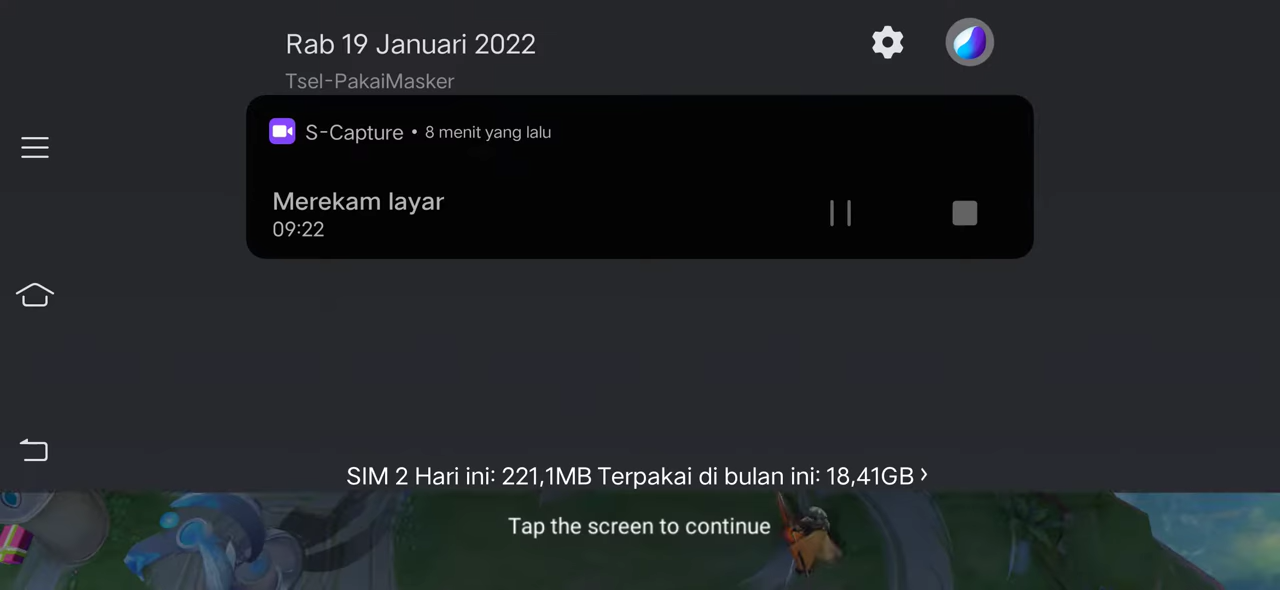 Rab 19 Januari 2022
Tsel-PakaiMasker
S-Capture • 8 menit yang lalu
Merekam layar
09:22
SIM 2 Hari ini: 221,1MB Terpakai di bulan ini: 18,41GB ›
Tap the screen to continue